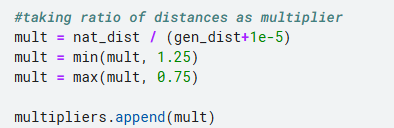 #taking ratio of distances as multiplier
mult = nat_dist / (gen_dist+1e-5)
mult = min(mult, 1.25)
mult = max(mult, 0.75)
multipliers.append(mult)